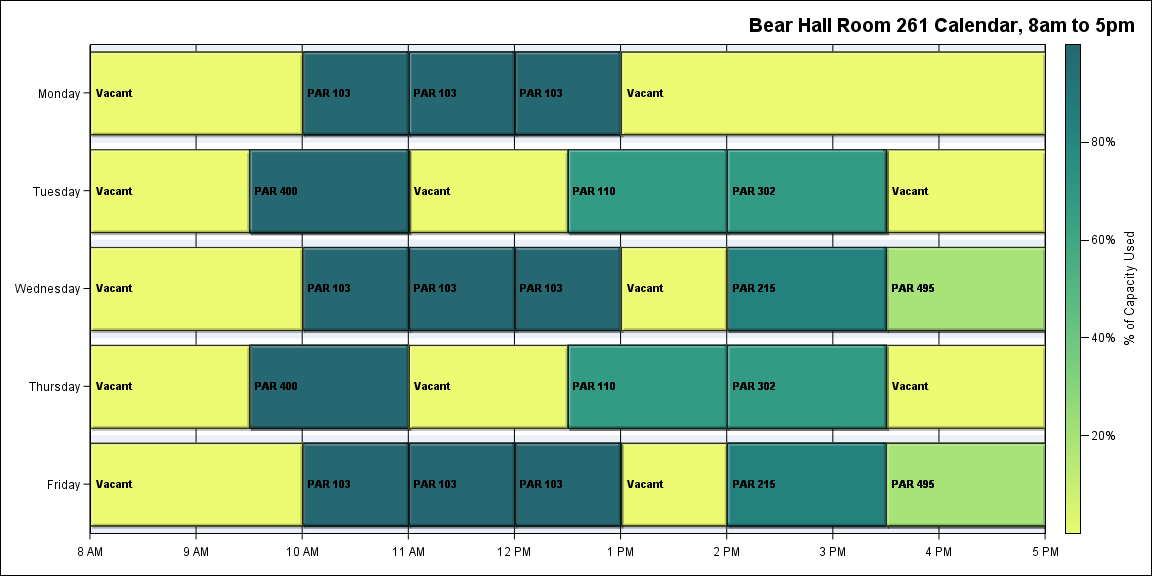 Bear Hall Room 261 Calendar, 8am to 5pm
Monday
Vacant
PAR 103
PAR 103
PAR 103
Vacant
Tuesday
Vacant
PAR 400
Vacant
PAR 110
PAR 302
Vacant
Wednesday
Vacant
PAR 103
PAR 103
PAR 103
Vacant
PAR 215
PAR 495
Thursday
Vacant
PAR 400
Vacant
PAR 110
PAR 302
Vacant
Friday
Vacant
PAR 103
PAR 103
PAR 103
Vacant
PAR 215
PAR 495
8 AM
9 AM
10 AM
11 AM
12 PM
1 PM
2 PM
3 PM
4 PM
5 PM
80%
60%
40%
20%
% of Capacity Used